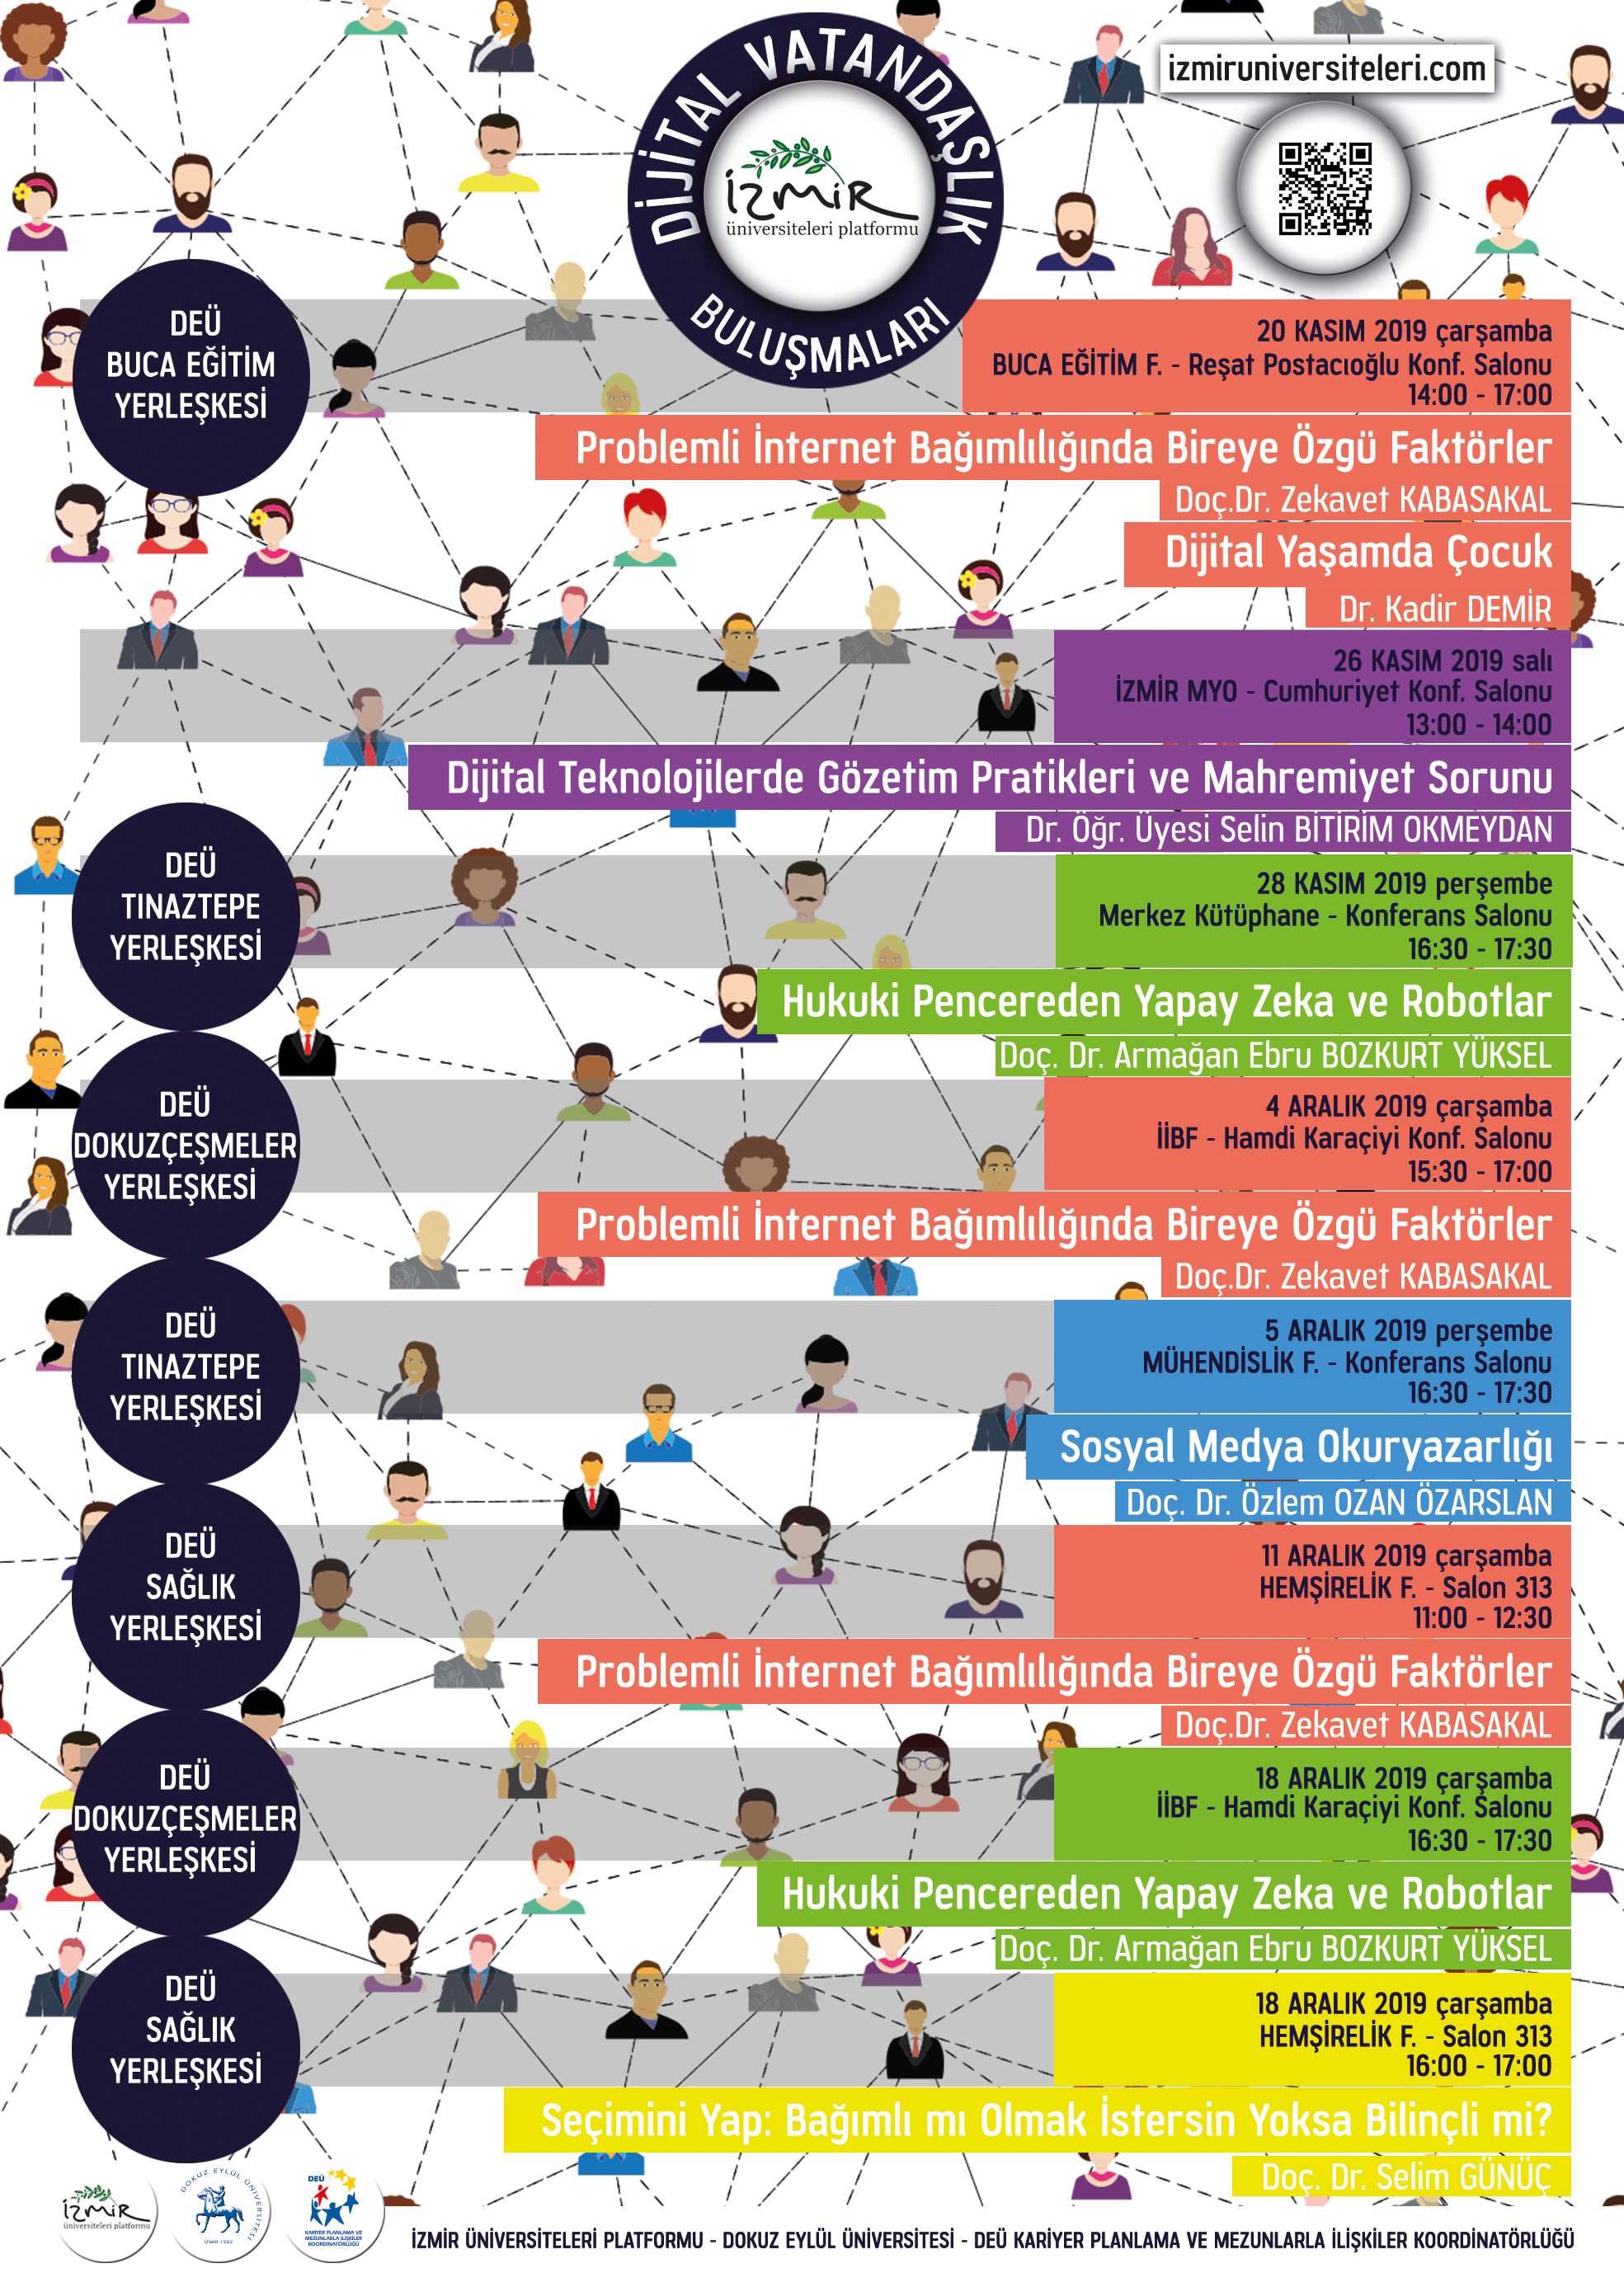 DİJİTAL VATANDAŞLIK
BULUŞMALARI
izmir
üniversiteleri platformu
izmiruniversiteleri.com
DEÜ
BUCA EĞİTİM
YERLEŞKESİ
20 KASIM 2019 çarşamba
BUCA EĞİTİM F. - Reşat Postacıoğlu Konf. Salonu
14:00 - 17:00
Problemli İnternet Bağımlılığında Bireye Özgü Faktörler
Doç.Dr. Zekavet KABASAKAL
Dijital Yaşamda Çocuk
Dr. Kadir DEMİR
26 KASIM 2019 salı
İZMİR MYO - Cumhuriyet Konf. Salonu
13:00 - 14:00
Dijital Teknolojilerde Gözetim Pratikleri ve Mahremiyet Sorunu
Dr. Öğr. Üyesi Selin BİTİRİM OKMEYDAN
DEÜ
TINAZTEPE
YERLEŞKESİ
28 KASIM 2019 perşembe
Merkez Kütüphane - Konferans Salonu
16:30 - 17:30
Hukuki Pencereden Yapay Zeka ve Robotlar
Doç. Dr. Armağan Ebru BOZKURT YÜKSEL
DEÜ
DOKUZÇEŞMELER
YERLEŞKESİ
4 ARALIK 2019 çarşamba
İİBF - Hamdi Karaçiyi Konf. Salonu
15:30 - 17:00
Problemli İnternet Bağımlılığında Bireye Özgü Faktörler
Doç.Dr. Zekavet KABASAKAL
DEÜ
TINAZTEPE
YERLEŞKESİ
5 ARALIK 2019 perşembe
MÜHENDİSLİK F. - Konferans Salonu
16:30 - 17:30
Sosyal Medya Okuryazarlığı
Doç. Dr. Özlem OZAN ÖZARSLAN
DEÜ
SAĞLIK
YERLEŞKESİ
11 ARALIK 2019 çarşamba
HEMŞİRELİK F. - Salon 313
11:00 - 12:30
Problemli İnternet Bağımlılığında Bireye Özgü Faktörler
Doç.Dr. Zekavet KABASAKAL
DEÜ
DOKUZÇEŞMELER
YERLEŞKESİ
18 ARALIK 2019 çarşamba
İİBF - Hamdi Karaçiyi Konf. Salonu
16:30 - 17:30
Hukuki Pencereden Yapay Zeka ve Robotlar
Doç. Dr. Armağan Ebru BOZKURT YÜKSEL
DEÜ
SAĞLIK
YERLEŞKESİ
18 ARALIK 2019 çarşamba
HEMŞİRELİK F. - Salon 313
16:00 - 17:00
Seçimini Yap: Bağımlı mı Olmak İstersin Yoksa Bilinçli mi?
Doç. Dr. Selim GÜNÜÇ
izmir
üniversiteleri platformu
DOKUZ EYLÜL ÜNİVERSİTESİ
İZMİR-1982
DEÜ
KARİYER PLANLAMA VE
MEZUNLARLA İLİŞKİLER
KOORDİNATÖRLÜĞÜ
İZMİR ÜNİVERSİTELERİ PLATFORMU - DOKUZ EYLÜL ÜNİVERSİTESİ - DEÜ KARİYER PLANLAMA VE MEZUNLARLA İLİŞKİLER KOORDİNATÖRLÜĞÜ